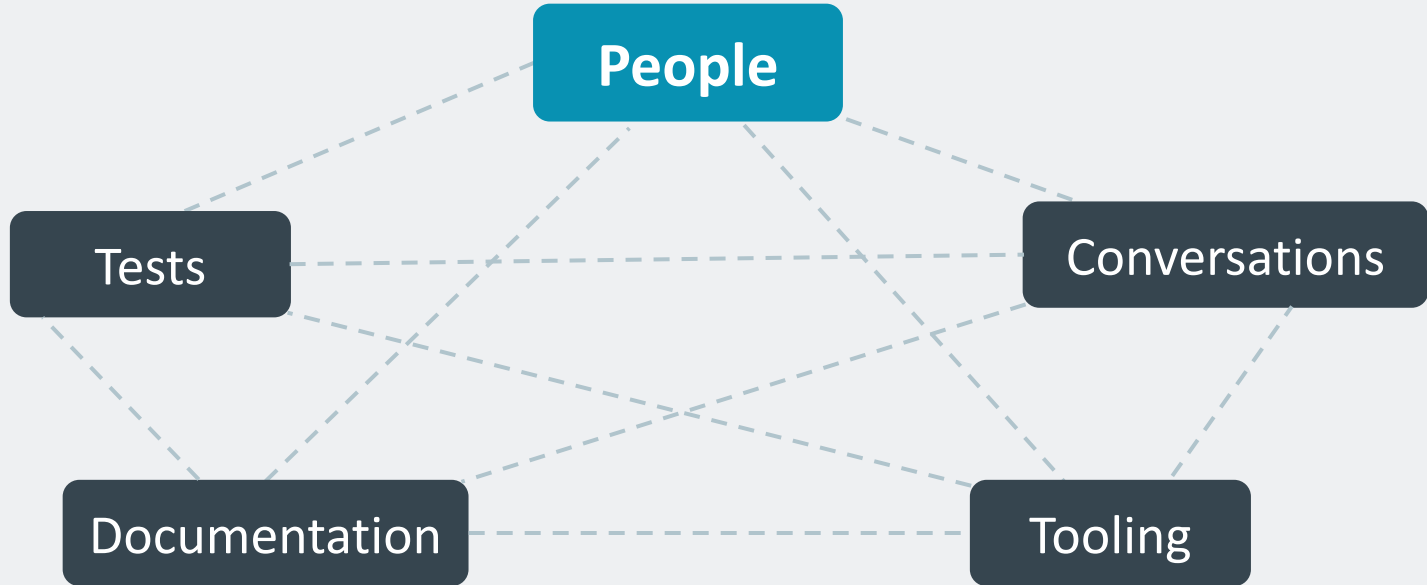 People
Tests
Conversations
Documentation
Tooling